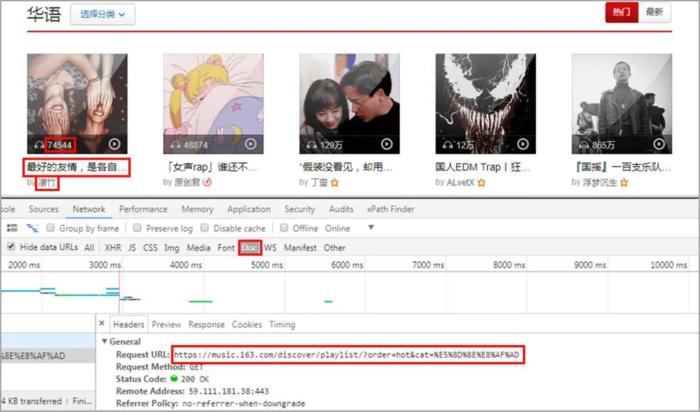 华语 选择分类 热门 最新
74544 48874 129万 12万 865万
最好的友情，是各自... 「女声rap」谁还不... “假装没看见，却用... 国人EDM Trap丨狂... 『国摇』一百支乐队...
by 凄竹 by 原创君 by 丁蛮 by ALvetX by 浮梦沉生
sole Sources Network Performance Memory Application Security Audits xPath Finder
Group by frame Preserve log Disable cache Offline Online
Hide data URLs All XHR JS CSS Img Media Font Doc WS Manifest Other
2000 ms 3000 ms 4000 ms 5000 ms 6000 ms 7000 ms 8000 ms 9000 ms 10000 ms
Headers Preview Response Cookies Timing
General
%8E%E8%AF%AD Request URL: https://music.163.com/discover/playlist/?order=hot&cat=%E5%8D%8E%E8%AF%AD
Request Method: GET
Status Code: 200 OK
Remote Address: 59.111.181.38:443
4 KB transferred Fini... Referrer Policy: no-referrer-when-downgrade